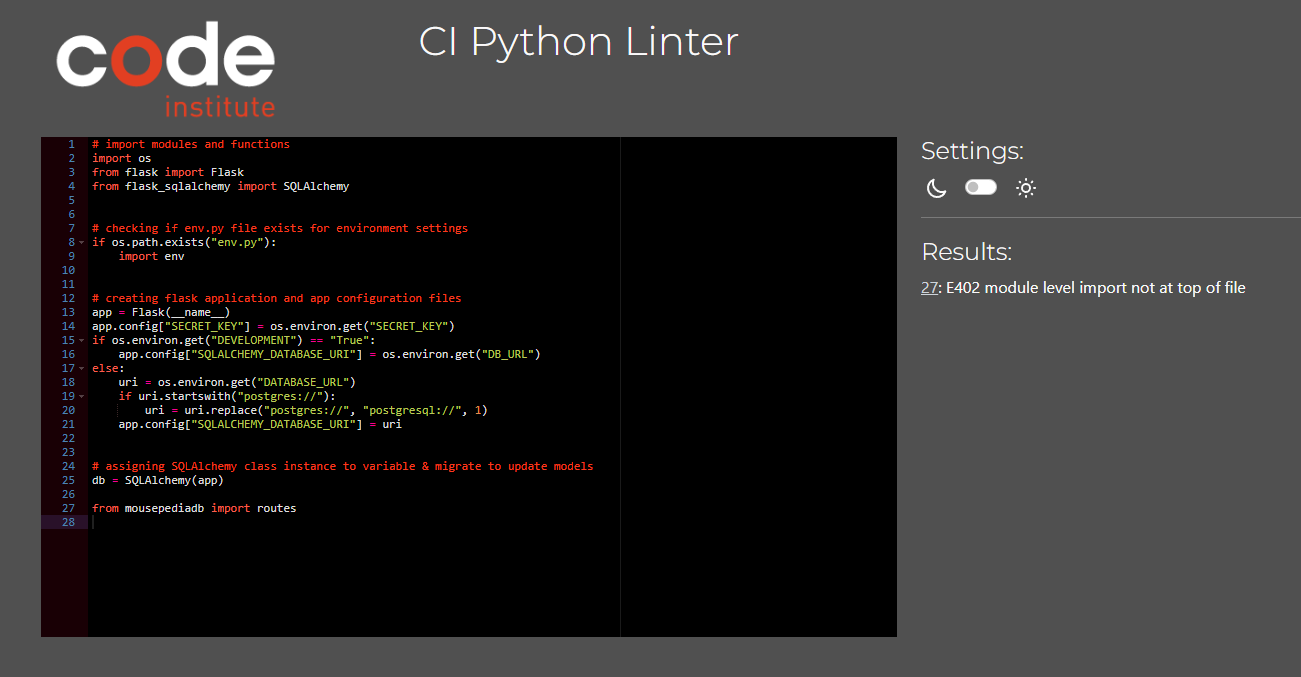 code
institute
CI Python Linter
1 # import modules and functions
2 import os
3 from flask import Flask
4 from flask_sqlalchemy import SQLAlchemy
5
6
7 # checking if env.py file exists for environment settings
8 if os.path.exists("env.py"):
9     import env
10
11
12 # creating flask application and app configuration files
13 app = Flask(__name__)
14 app.config["SECRET_KEY"] = os.environ.get("SECRET_KEY")
15 if os.environ.get("DEVELOPMENT") == "True":
16     app.config["SQLALCHEMY_DATABASE_URI"] = os.environ.get("DB_URL")
17 else:
18     uri = os.environ.get("DATABASE_URL")
19     if uri.startswith("postgres://"):
20         uri = uri.replace("postgres://", "postgresql://", 1)
21     app.config["SQLALCHEMY_DATABASE_URI"] = uri
22
23
24 # assigning SQLAlchemy class instance to variable & migrate to update models
25 db = SQLAlchemy(app)
26
27 from mousepediadb import routes
28
Settings:
Results:
27: E402 module level import not at top of file